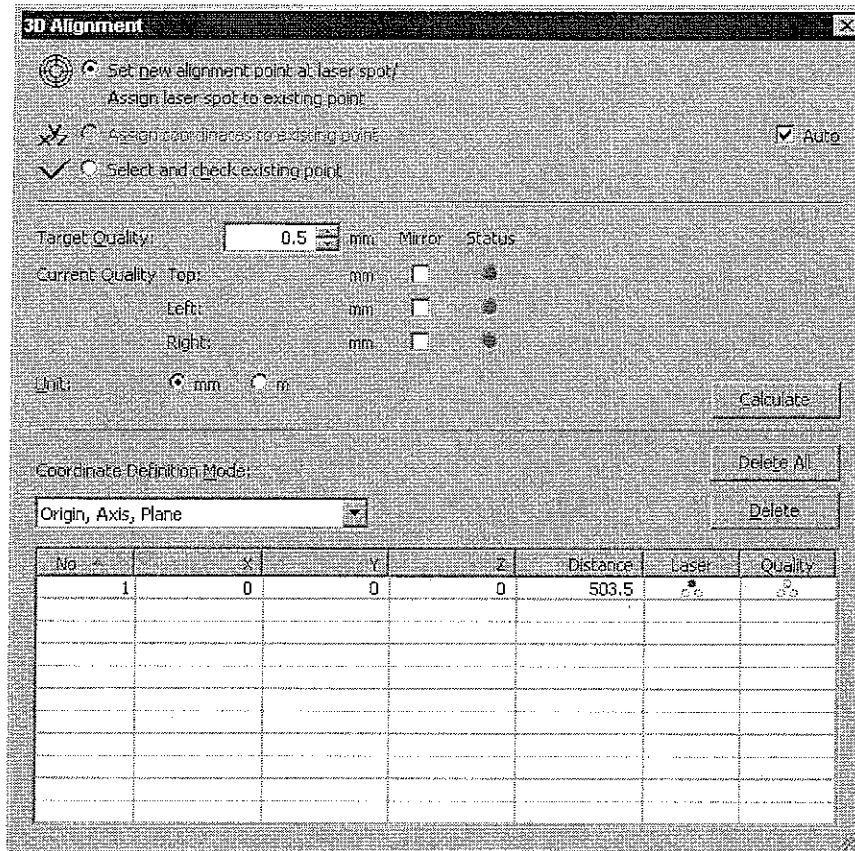 3D Alignment
Set new alignment point at laser spot/
Assign laser spot to existing point
Assign coordinates to existing point
Auto
Select and check existing point
Target Quality: 0.5 mm Mirror Status
Current Quality Top: mm
Left: mm
Right: mm
Unit: mm m
Calculate
Coordinate Definition Mode:
Delete All
Origin, Axis, Plane
Delete
No X Y Z Distance Laser Quality
1 0 0 0 503.5